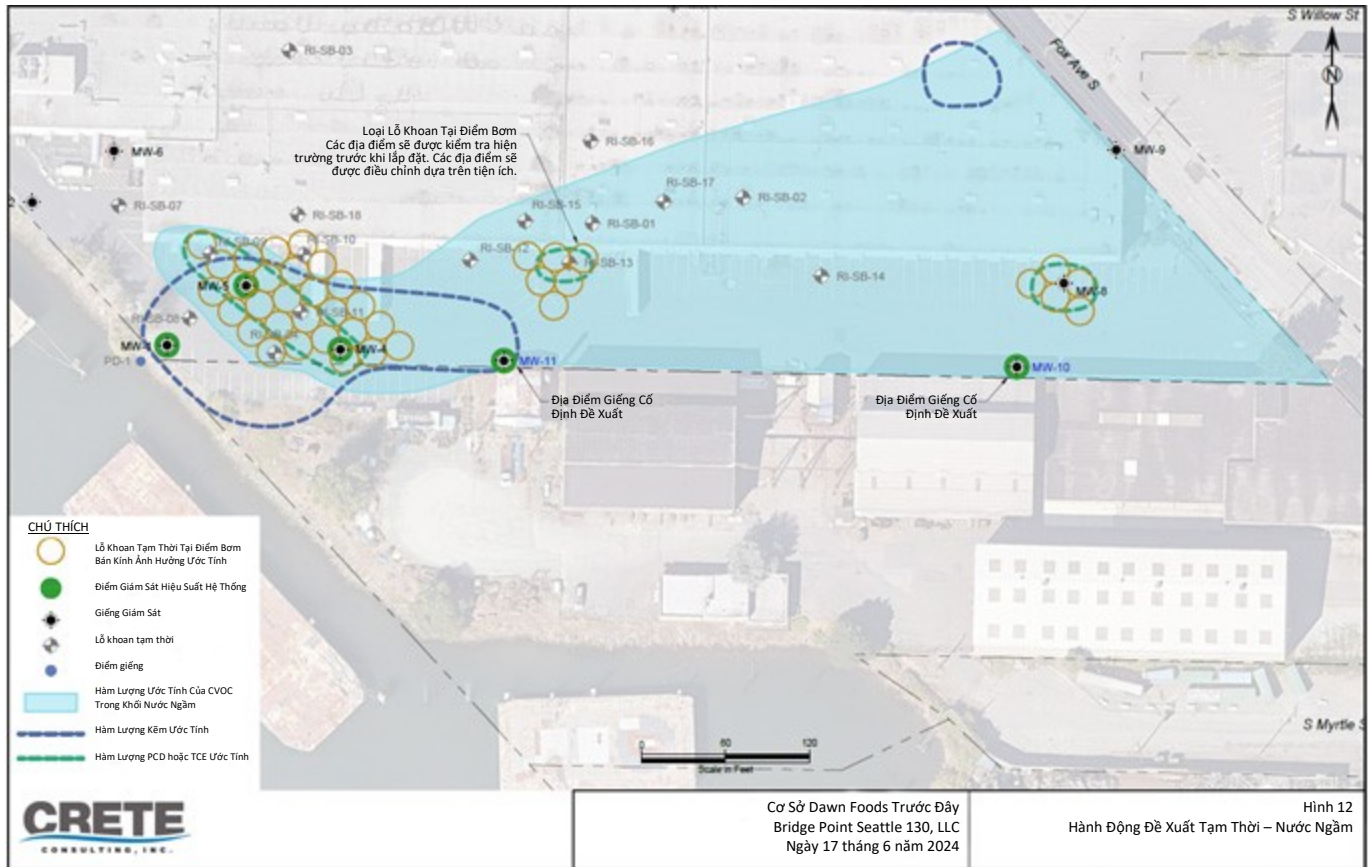 S Willow St
Fox Ave S
N
RI-SB-03
Loại Lỗ Khoan Tại Điểm Bơm
Các địa điểm sẽ được kiểm tra hiện
trường trước khi lắp đặt. Các địa điểm sẽ
được điều chỉnh dựa trên tiện ích.
RI-SB-16
MW-6
MW-9
RI-SB-17
RI-SB-02
2
RI-SB-07
RI-SB-18
RI-SB-15
RI-SB-01
RI-SB-10
RI-SB-12
RI-SB-13
RI-SB-14
MW-5
MW-8
RI-SB-08
RI-SB-11
MW-4
PD-1
MW-11
MW-10
Địa Điểm Giếng Cố
Định Đề Xuất
Địa Điểm Giếng Cố
Định Đề Xuất
CHÚ THÍCH
Lỗ Khoan Tạm Thời Tại Điểm Bơm
Bán Kính Ảnh Hưởng Ước Tính
Điểm Giám Sát Hiệu Suất Hệ Thống
Giếng Giám Sát
Lỗ khoan tạm thời
Điểm giếng
Hàm Lượng Ước Tính Của CVOC
Trong Khối Nước Ngầm
Hàm Lượng Kẽm Ước Tính
Hàm Lượng PCD hoặc TCE Ước Tính
S Myrtle S
0 60 120
Scale in Feet
CRETE
CONSULTING, INC.
Cơ Sở Dawn Foods Trước Đây
Bridge Point Seattle 130, LLC
Ngày 17 tháng 6 năm 2024
Hình 12
Hành Động Đề Xuất Tạm Thời – Nước Ngầm